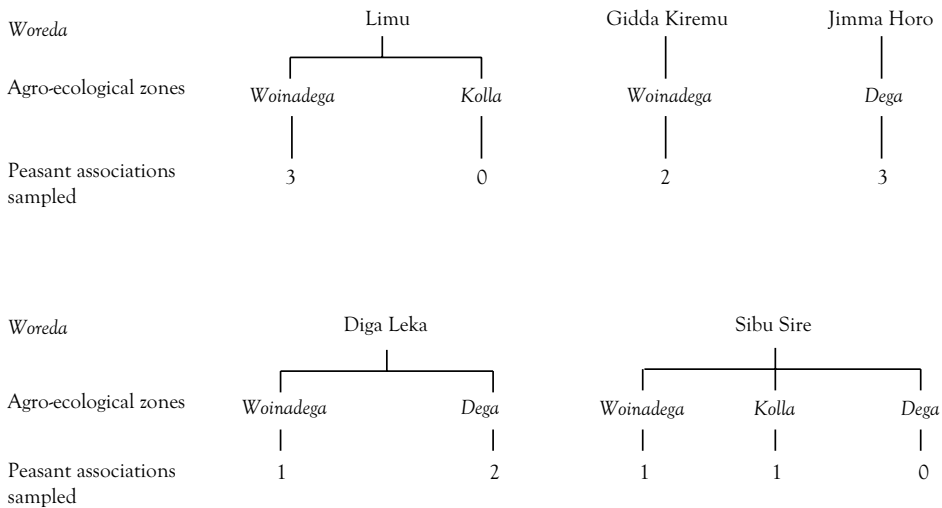 Woreda Limu Gidda Kiremu Jimma Horo
Agro-ecological zones Woinadega Kolla Woinadega Dega
Peasant associations
sampled 3 0 2 3
Woreda Diga Leka Sibu Sire
Agro-ecological zones Woinadega Dega Woinadega Kolla Dega
Peasant associations
sampled 1 2 1 1 0